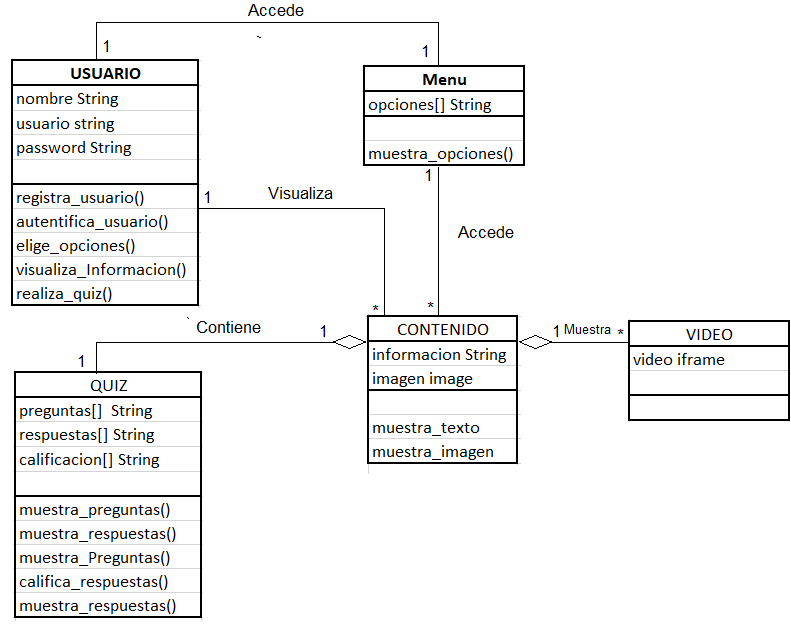 Accede
1
1
USUARIO
nombre String
usuario string
password String
registra_usuario()
autentifica_usuario()
elige_opciones()
visualiza_Informacion()
realiza_quiz()
Menu
opciones[] String
muestra_opciones()
1
Visualiza
1
Accede
*
*
Contiene
1
1
CONTENIDO
informacion String
imagen image
muestra_texto
muestra_imagen
1
Muestra
*
VIDEO
video iframe
QUIZ
preguntas[]  String
respuestas[] String
calificacion[] String
muestra_preguntas()
muestra_respuestas()
muestra_Preguntas()
califica_respuestas()
muestra_respuestas()